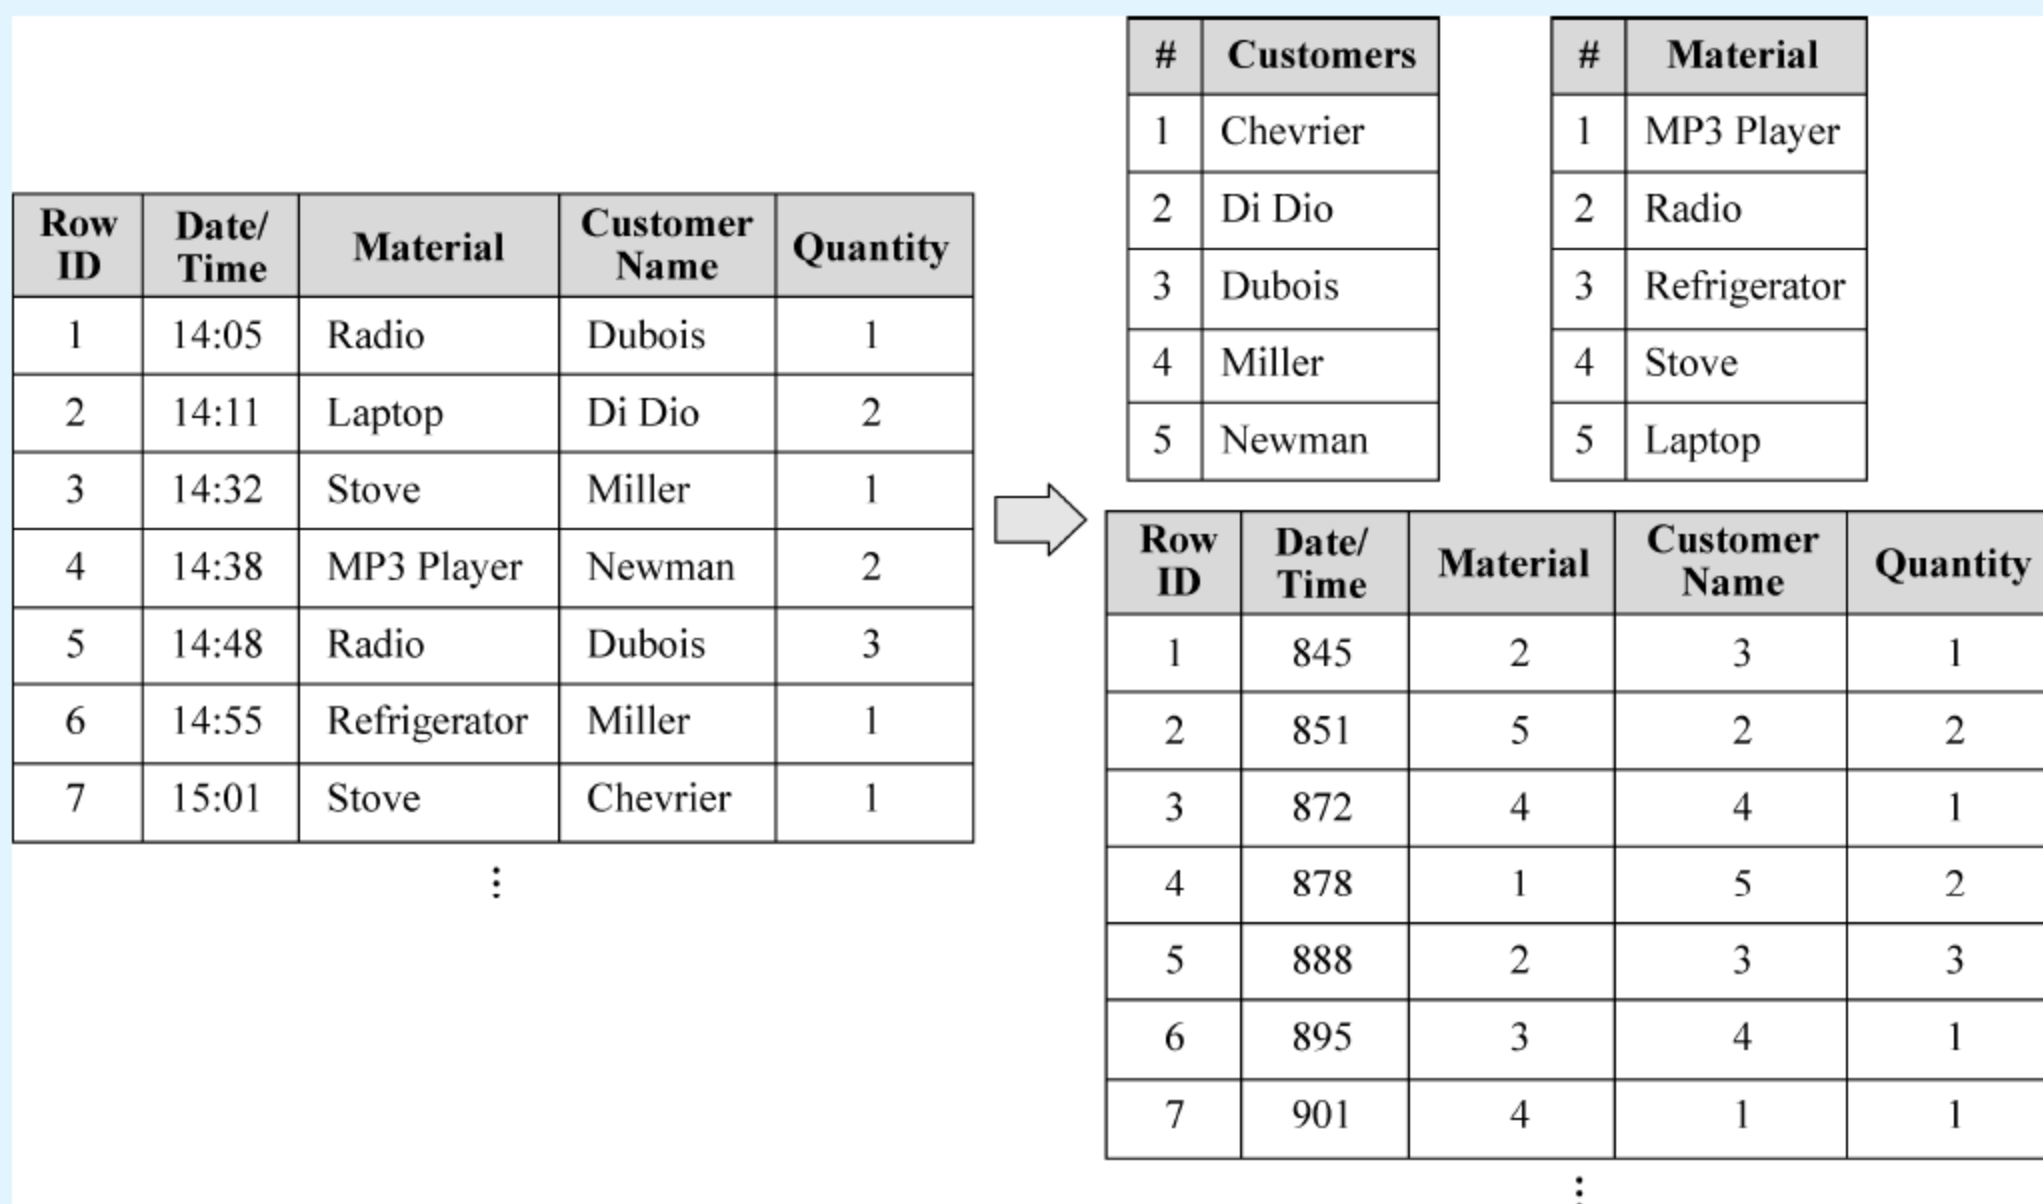 Row ID Date/ Time Material Customer Name Quantity
1 14:05 Radio Dubois 1
2 14:11 Laptop Di Dio 2
3 14:32 Stove Miller 1
4 14:38 MP3 Player Newman 2
5 14:48 Radio Dubois 3
6 14:55 Refrigerator Miller 1
7 15:01 Stove Chevrier 1
⋮
# Customers
1 Chevrier
2 Di Dio
3 Dubois
4 Miller
5 Newman
# Material
1 MP3 Player
2 Radio
3 Refrigerator
4 Stove
5 Laptop
Row ID Date/ Time Material Customer Name Quantity
1 845 2 3 1
2 851 5 2 2
3 872 4 4 1
4 878 1 5 2
5 888 2 3 3
6 895 3 4 1
7 901 4 1 1
⋮